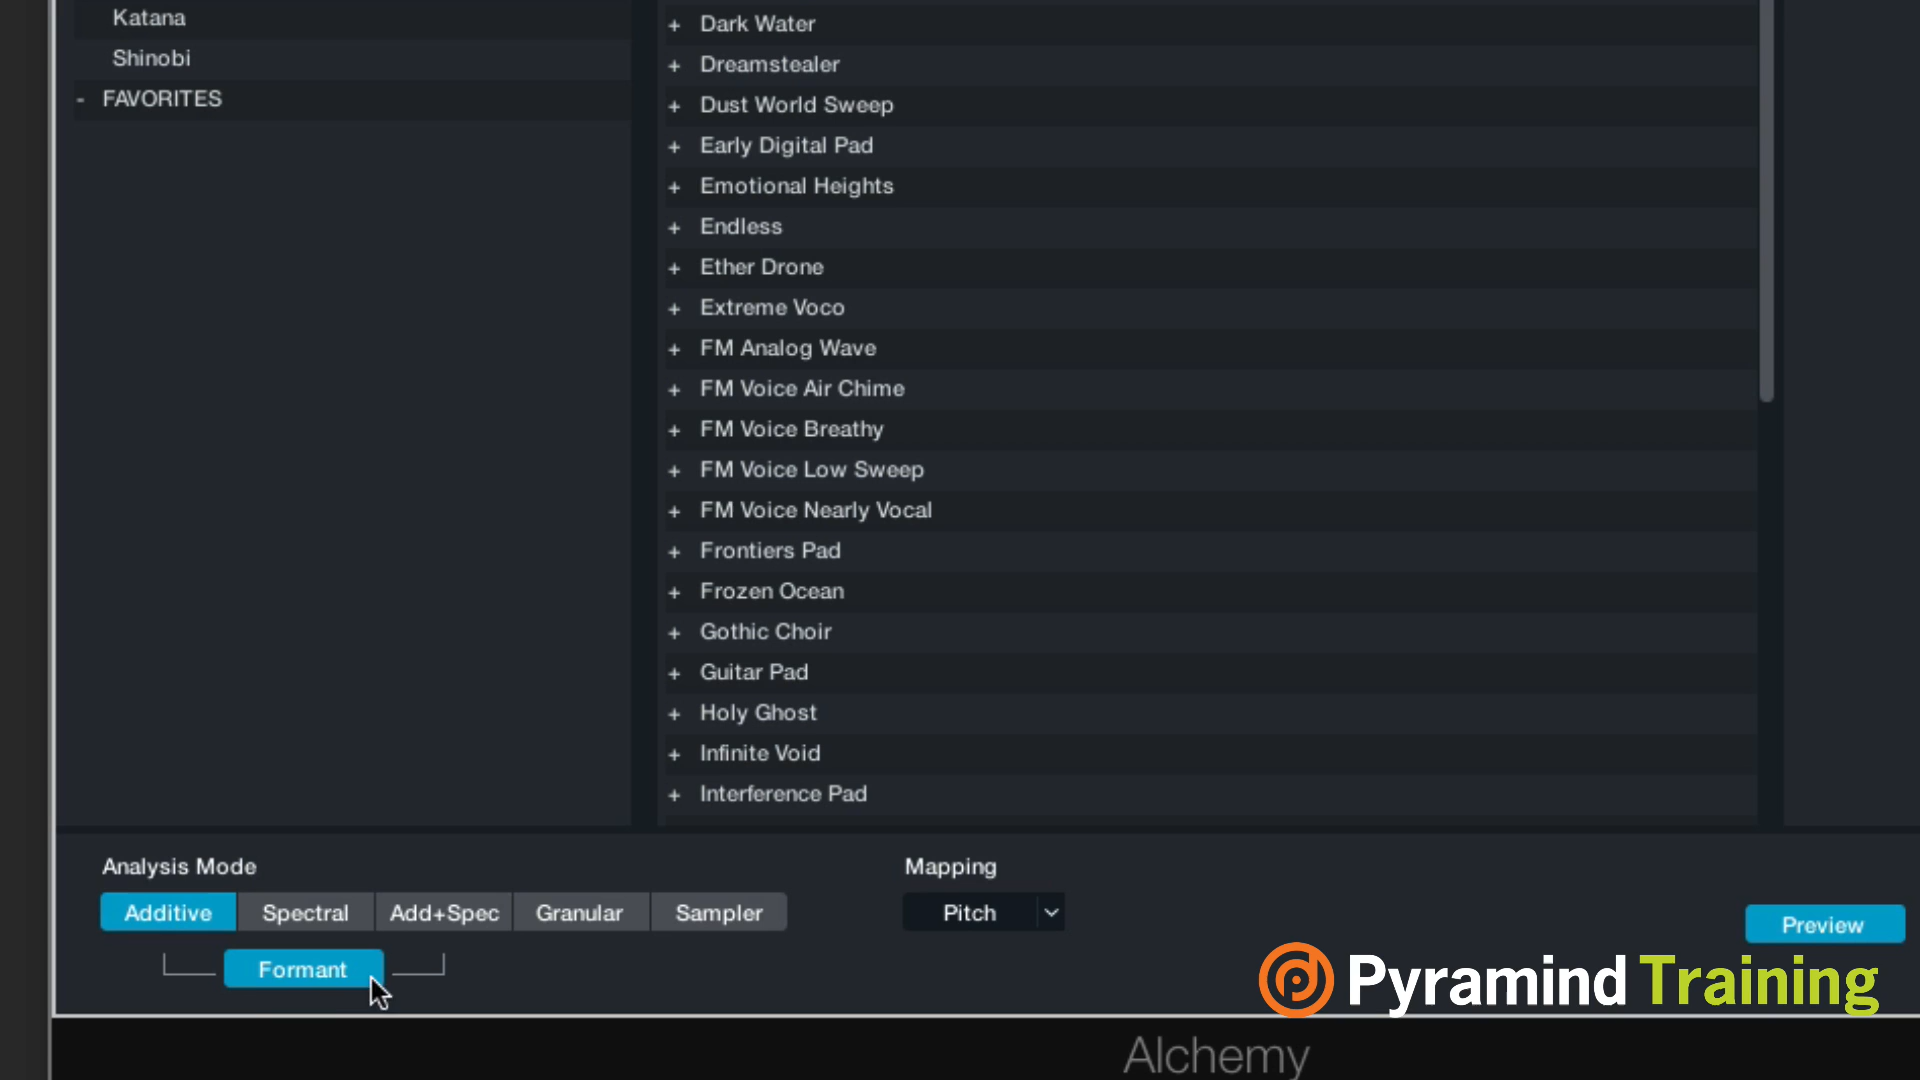 Katana
Shinobi
- FAVORITES
+ Dark Water
+ Dreamstealer
+ Dust World Sweep
+ Early Digital Pad
+ Emotional Heights
+ Endless
+ Ether Drone
+ Extreme Voco
+ FM Analog Wave
+ FM Voice Air Chime
+ FM Voice Breathy
+ FM Voice Low Sweep
+ FM Voice Nearly Vocal
+ Frontiers Pad
+ Frozen Ocean
+ Gothic Choir
+ Guitar Pad
+ Holy Ghost
+ Infinite Void
+ Interference Pad
Analysis Mode
Additive Spectral Add+Spec Granular Sampler
Formant
Mapping
Pitch
Preview
Pyramind Training
Alchemy